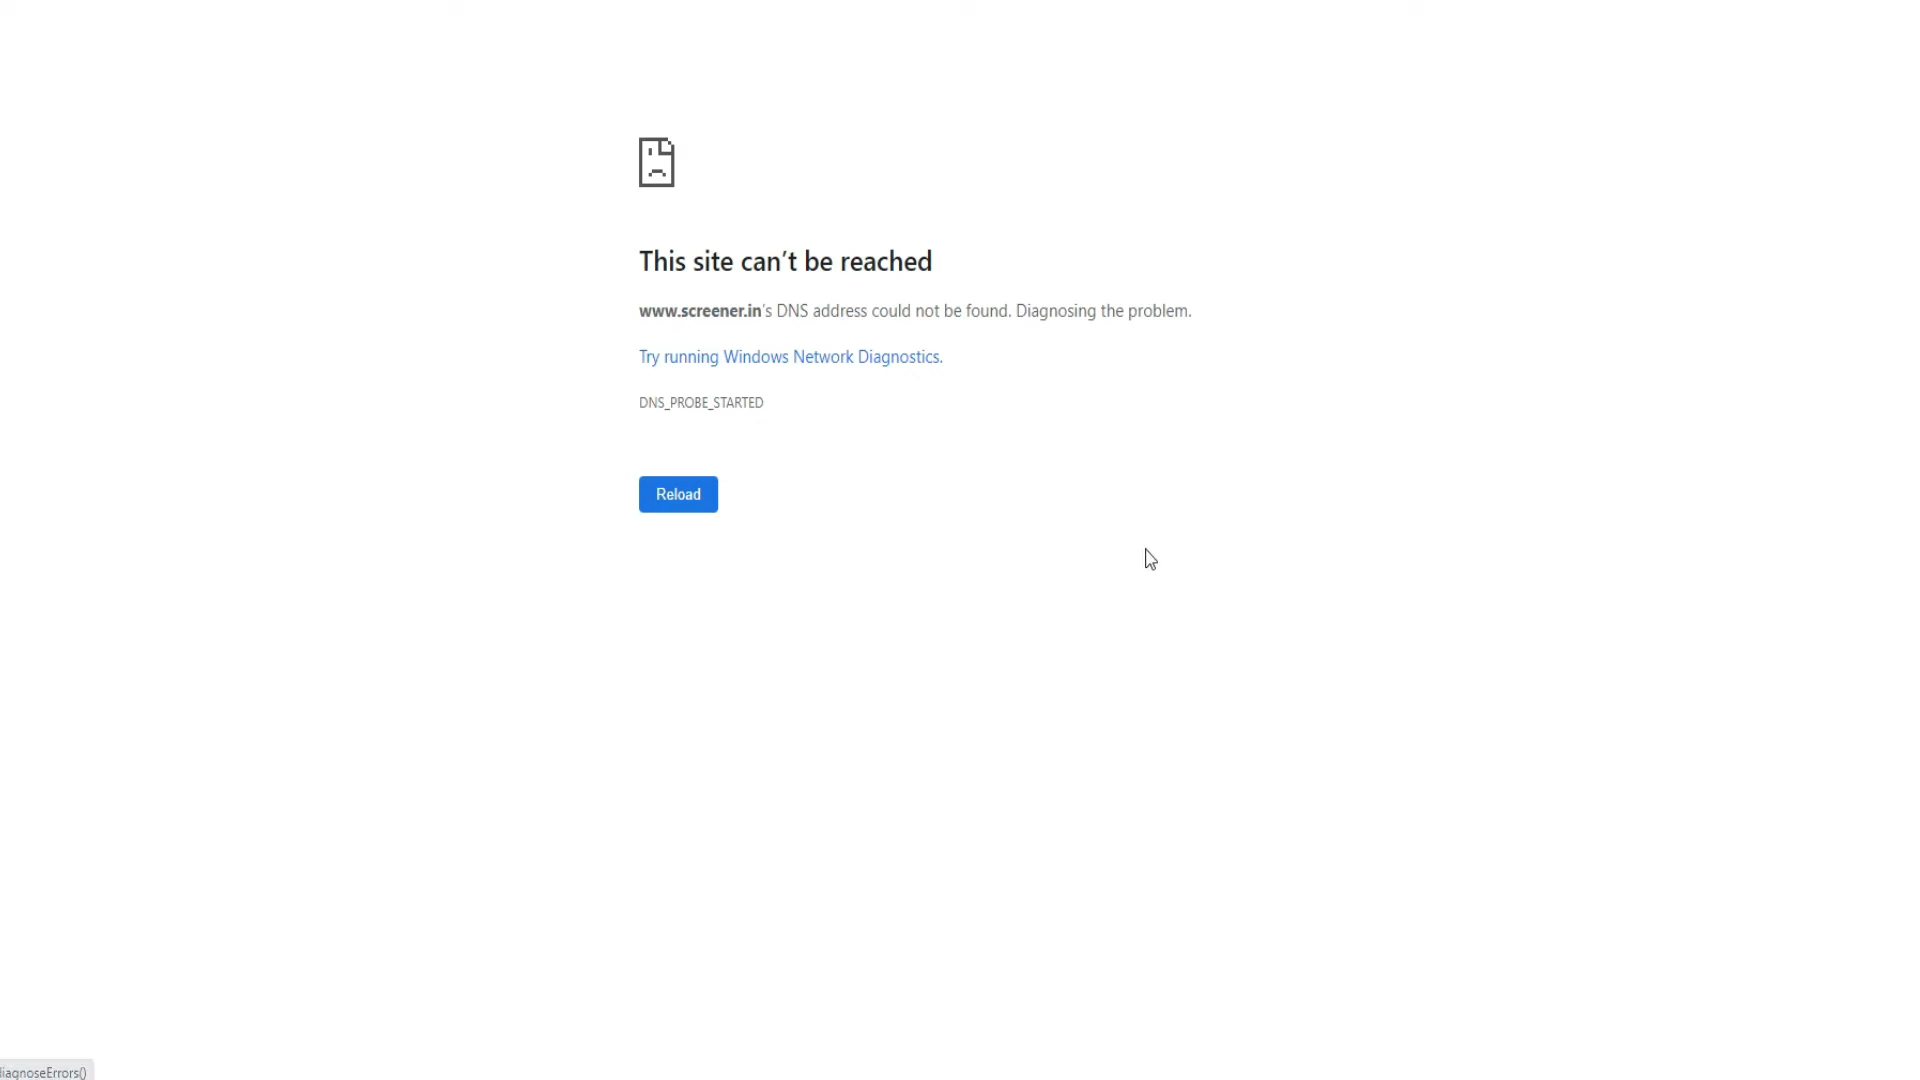 This site can't be reached
www.screener.in's DNS address could not be found. Diagnosing the problem.
Try running Windows Network Diagnostics.
DNS_PROBE_STARTED
Reload
diagnoseErrors()